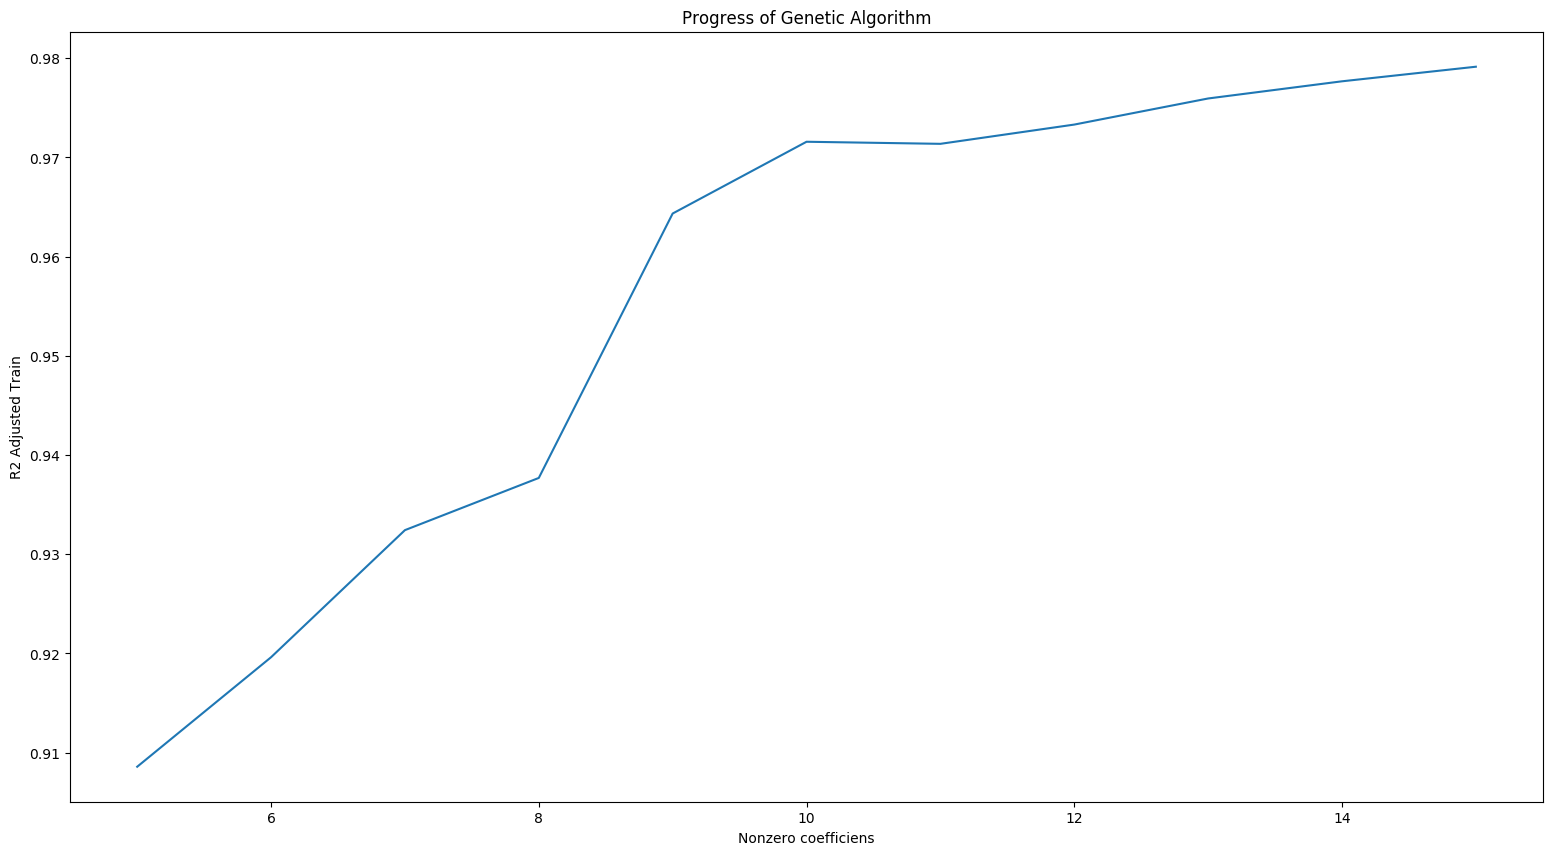 Progress of Genetic Algorithm
0.98
0.97
0.96
0.95
0.94
0.93
0.92
0.91
R2 Adjusted Train
6 8 10 12 14
Nonzero coefficiens